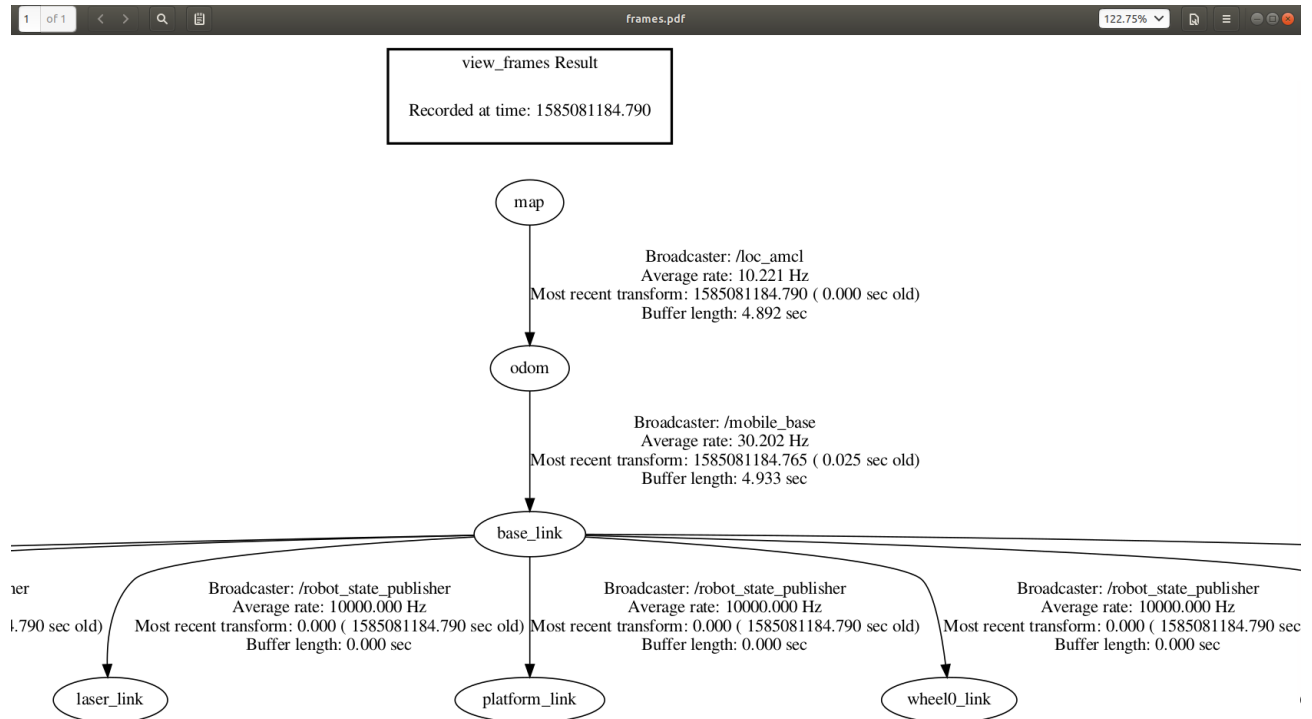 1 of 1
frames.pdf
122.75%
view_frames Result
Recorded at time: 1585081184.790
map
Broadcaster: /loc_amcl
Average rate: 10.221 Hz
Most recent transform: 1585081184.790 ( 0.000 sec old)
Buffer length: 4.892 sec
odom
Broadcaster: /mobile_base
Average rate: 30.202 Hz
Most recent transform: 1585081184.765 ( 0.025 sec old)
Buffer length: 4.933 sec
base_link
her
4.790 sec old)
Broadcaster: /robot_state_publisher
Average rate: 10000.000 Hz
Most recent transform: 0.000 ( 1585081184.790 sec old)
Buffer length: 0.000 sec
Broadcaster: /robot_state_publisher
Average rate: 10000.000 Hz
Most recent transform: 0.000 ( 1585081184.790 sec old)
Buffer length: 0.000 sec
Broadcaster: /robot_state_publisher
Average rate: 10000.000 Hz
Most recent transform: 0.000 ( 1585081184.790 sec
Buffer length: 0.000 sec
laser_link
platform_link
wheel0_link